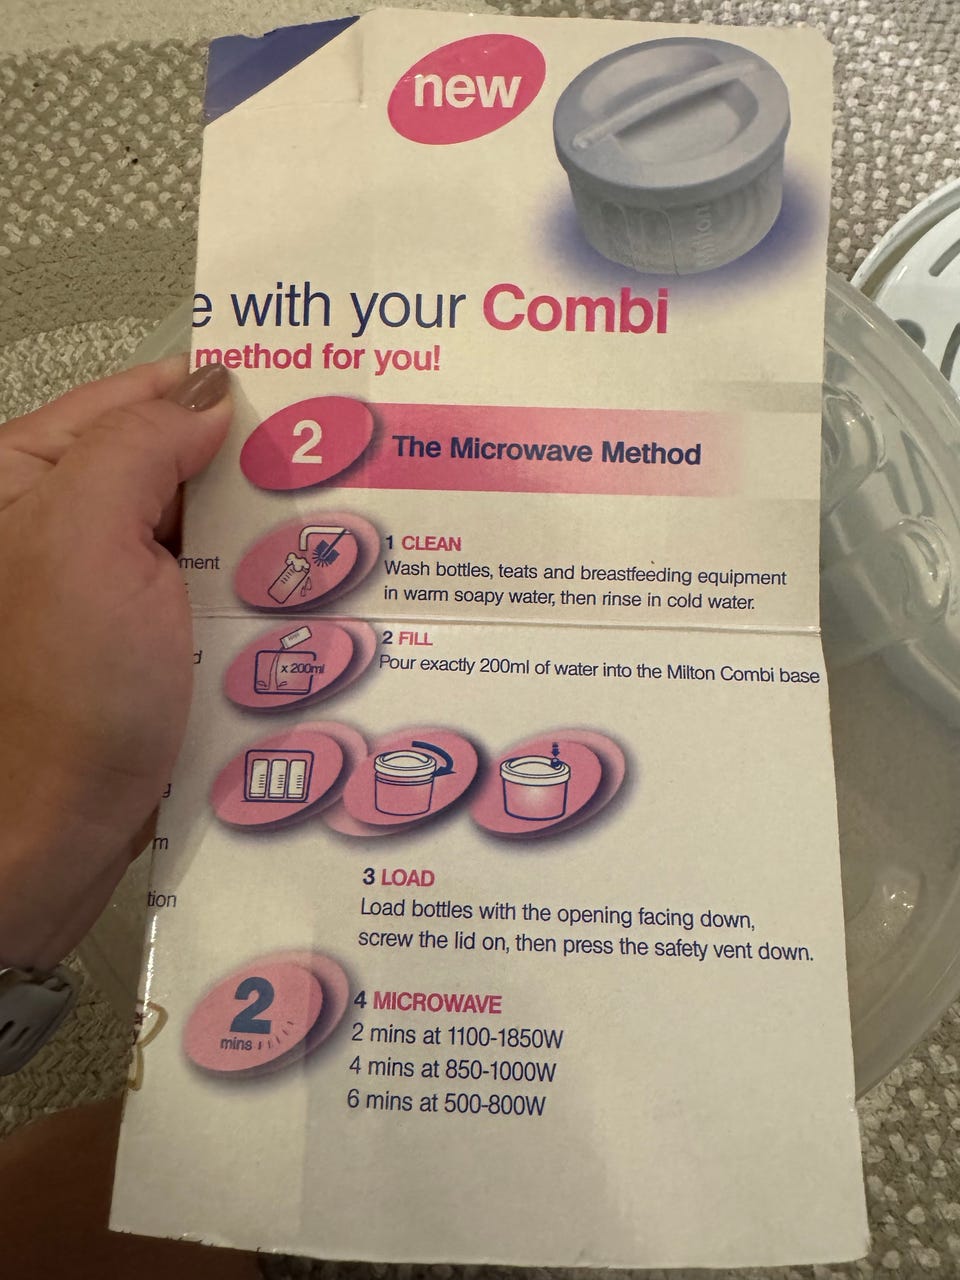 new
Milton
e with your Combi
method for you!
2
The Microwave Method
ment
1 CLEAN
Wash bottles, teats and breastfeeding equipment
in warm soapy water, then rinse in cold water.
d
2 FILL
x 200ml
Pour exactly 200ml of water into the Milton Combi base
g
m
3 LOAD
tion
Load bottles with the opening facing down,
screw the lid on, then press the safety vent down.
2
mins
4 MICROWAVE
2 mins at 1100-1850W
4 mins at 850-1000W
6 mins at 500-800W